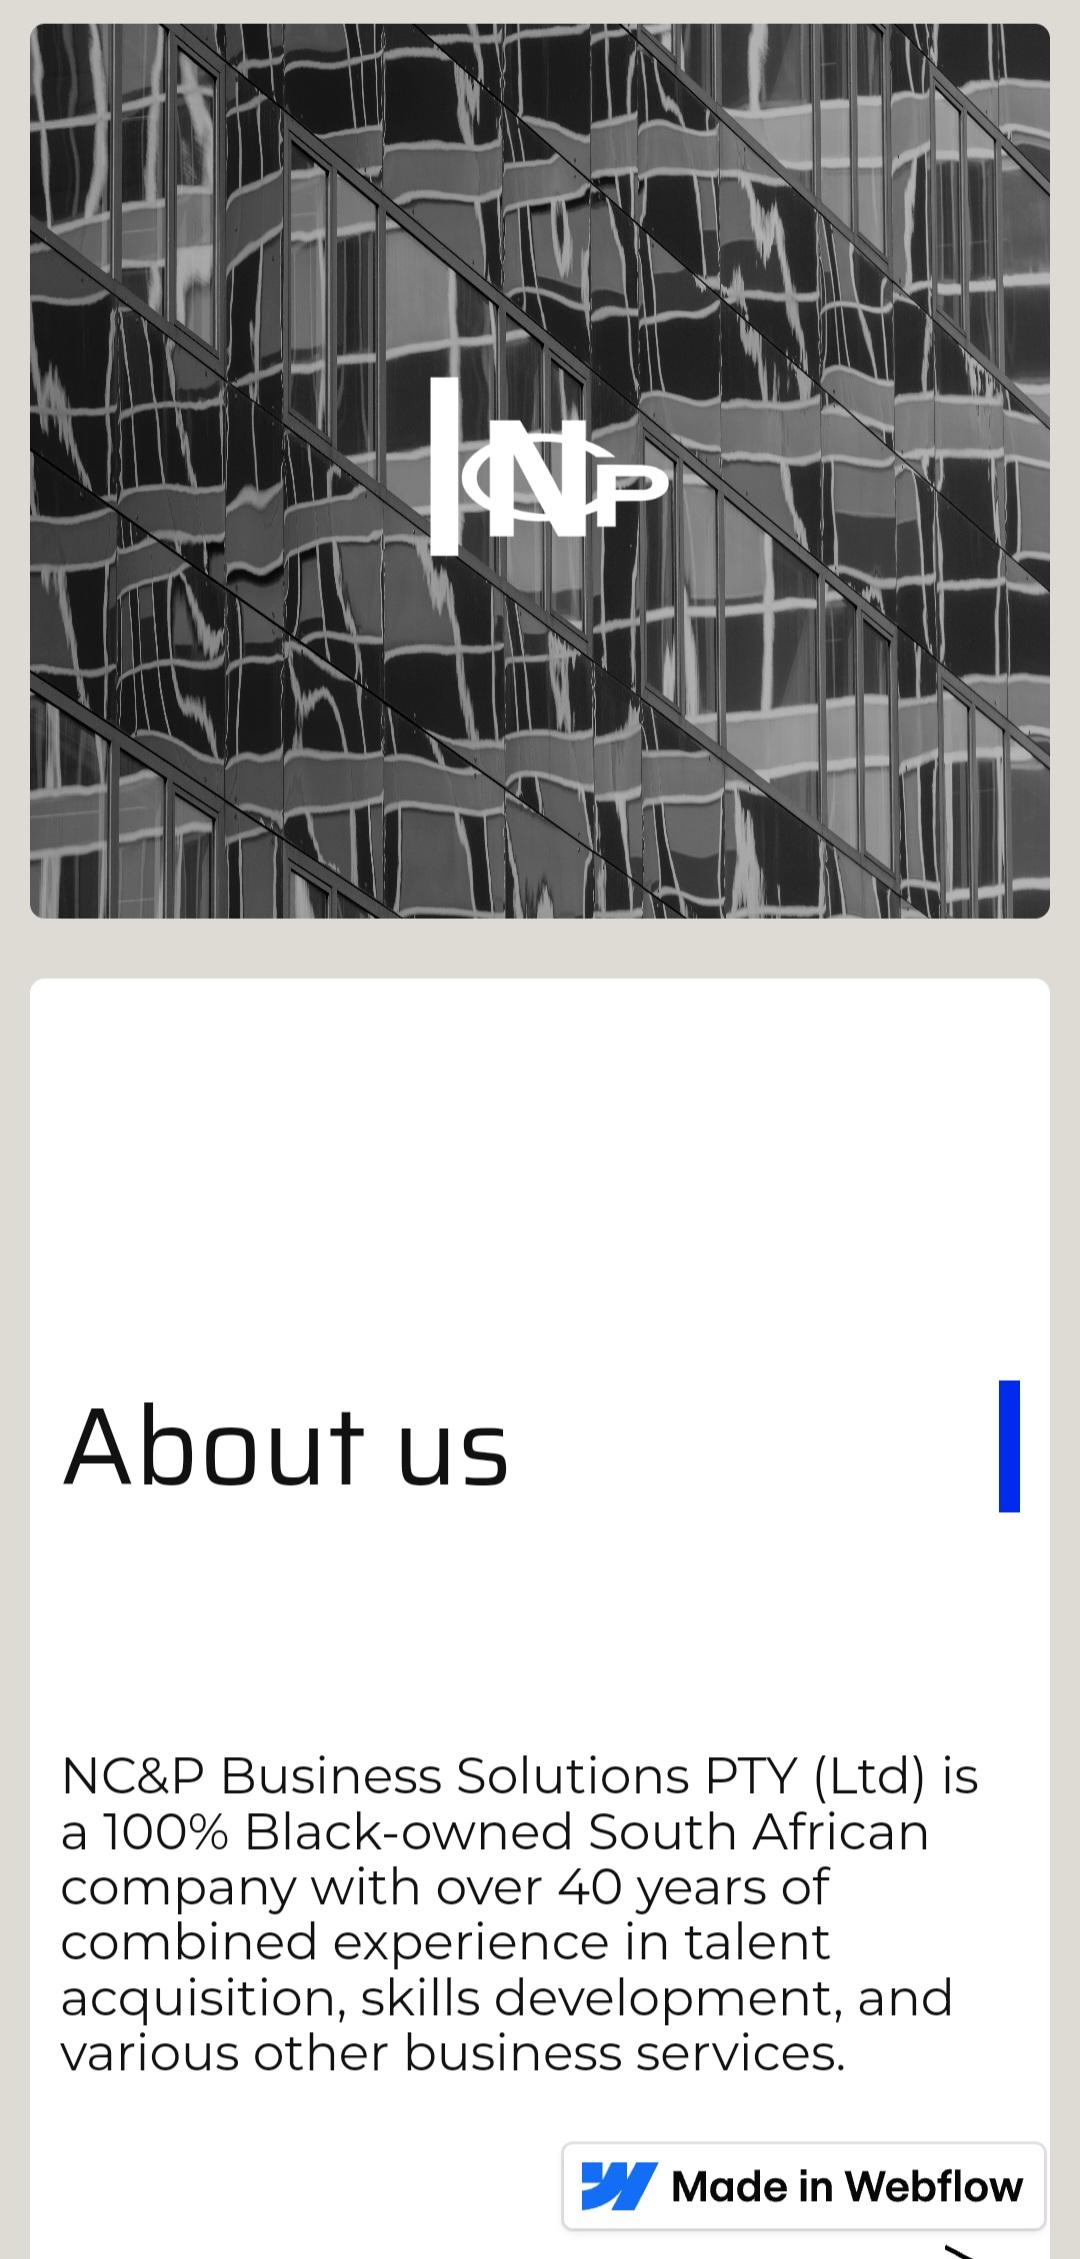 NCP
About us
NC&P Business Solutions PTY (Ltd) is
a 100% Black-owned South African
company with over 40 years of
combined experience in talent
acquisition, skills development, and
various other business services.
Made in Webflow